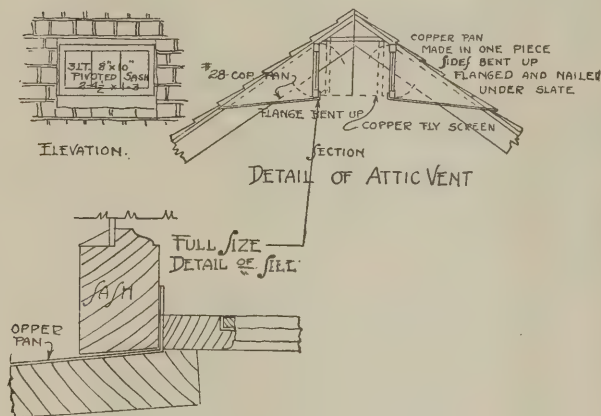 3 LT. 8"x10"
PIVOTED SASH
2-4½ x 1-3
ELEVATION.
#28 COP. PAN
FLANGE BENT UP
COPPER PAN
MADE IN ONE PIECE
SIDES BENT UP
FLANGED AND NAILED
UNDER SLATE
COPPER FLY SCREEN
SECTION
DETAIL OF ATTIC VENT
FULL SIZE
DETAIL OF SILL
SASH
OPPER
PAN